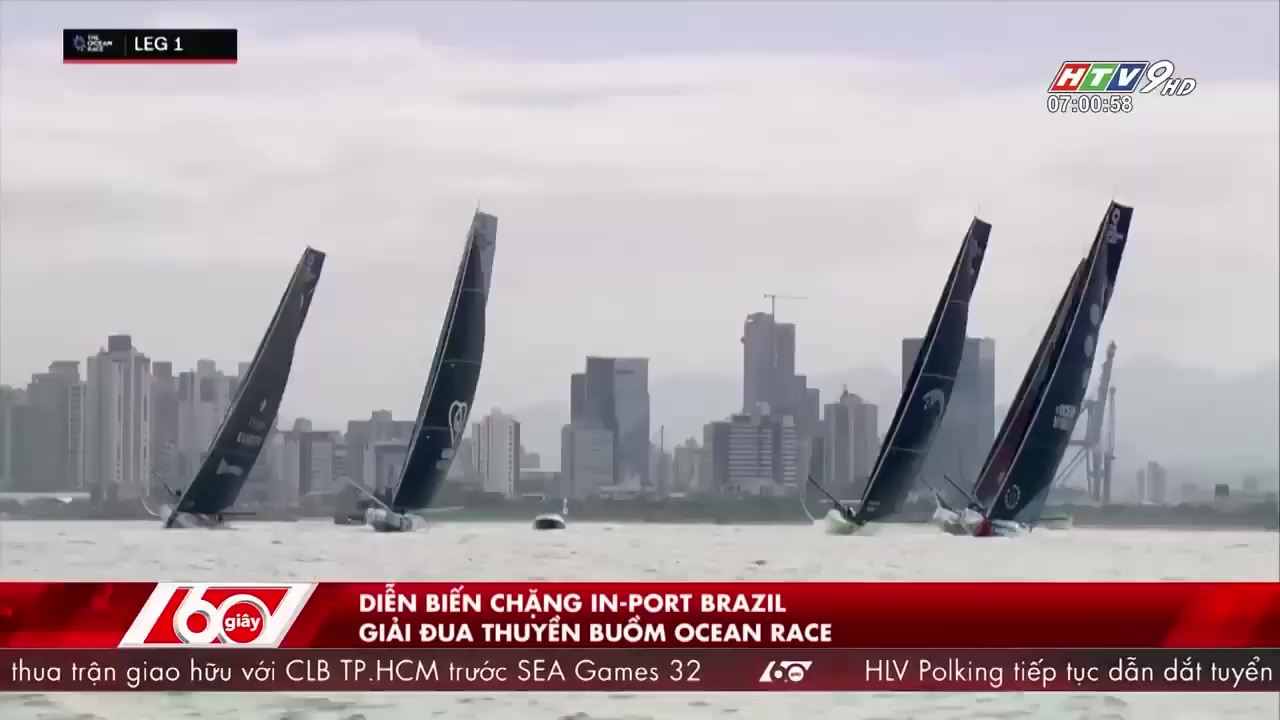 THE OCEAN RACE
LEG 1
HTV9HD
07:00:58
60 giây
DIỄN BIẾN CHẶNG IN-PORT BRAZIL
GIẢI ĐUA THUYỀN BUỒM OCEAN RACE
thua trận giao hữu với CLB TP.HCM trước SEA Games 32
60 giây
HLV Polking tiếp tục dẫn dắt tuyển